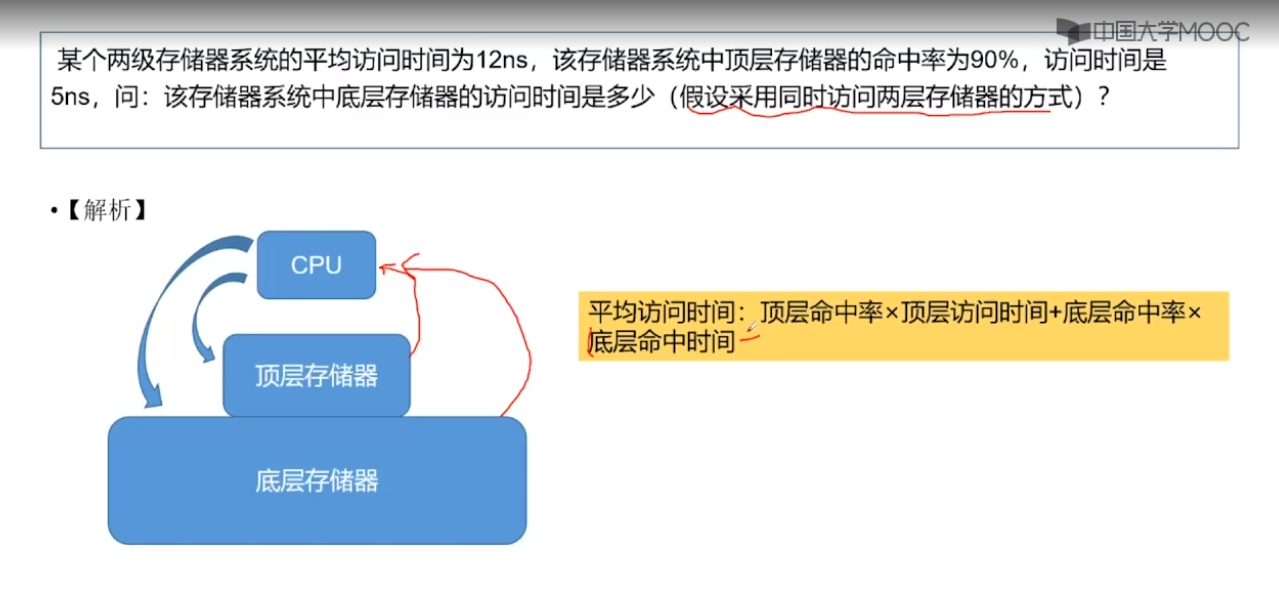 中国大学MOOC
某个两级存储器系统的平均访问时间为12ns，该存储器系统中顶层存储器的命中率为90%，访问时间是
5ns，问：该存储器系统中底层存储器的访问时间是多少（假设采用同时访问两层存储器的方式）？
•【解析】
CPU
顶层存储器
底层存储器
平均访问时间：顶层命中率×顶层访问时间+底层命中率×
底层命中时间